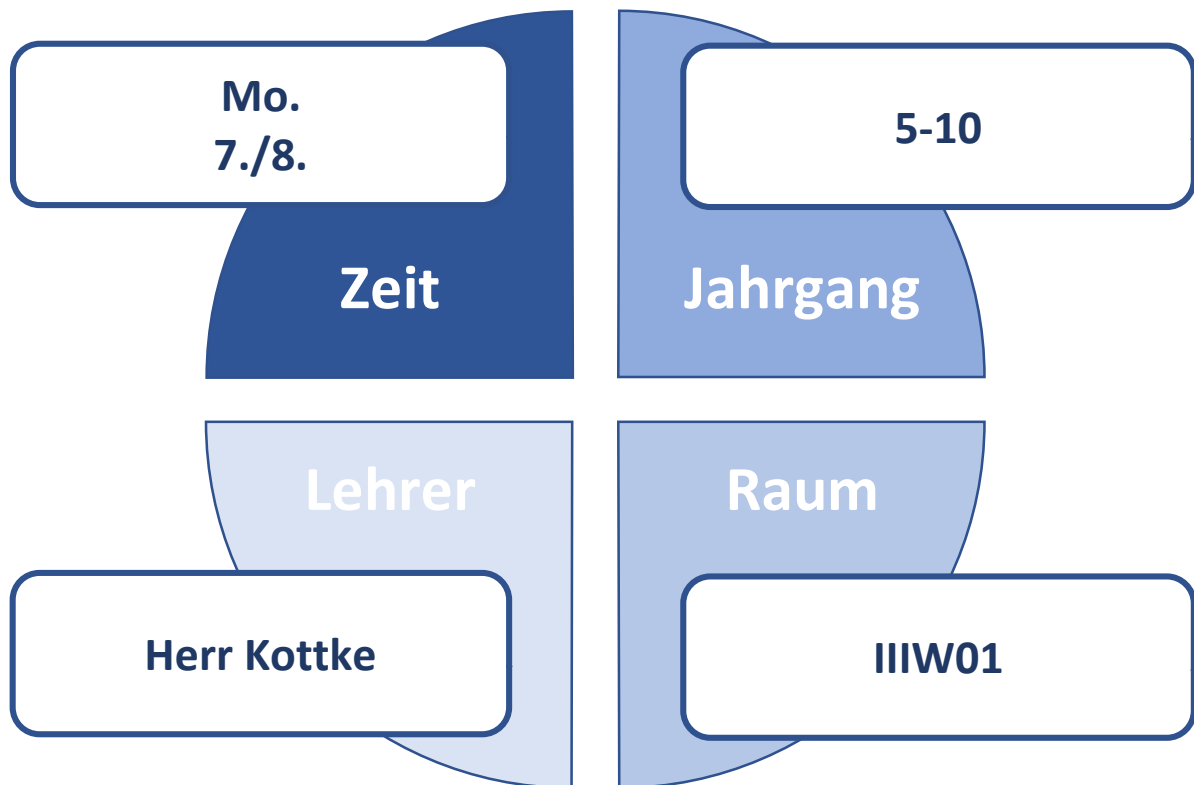 Mo.
7./8.
5-10
Zeit
Jahrgang
Lehrer
Raum
Herr Kottke
IIIW01